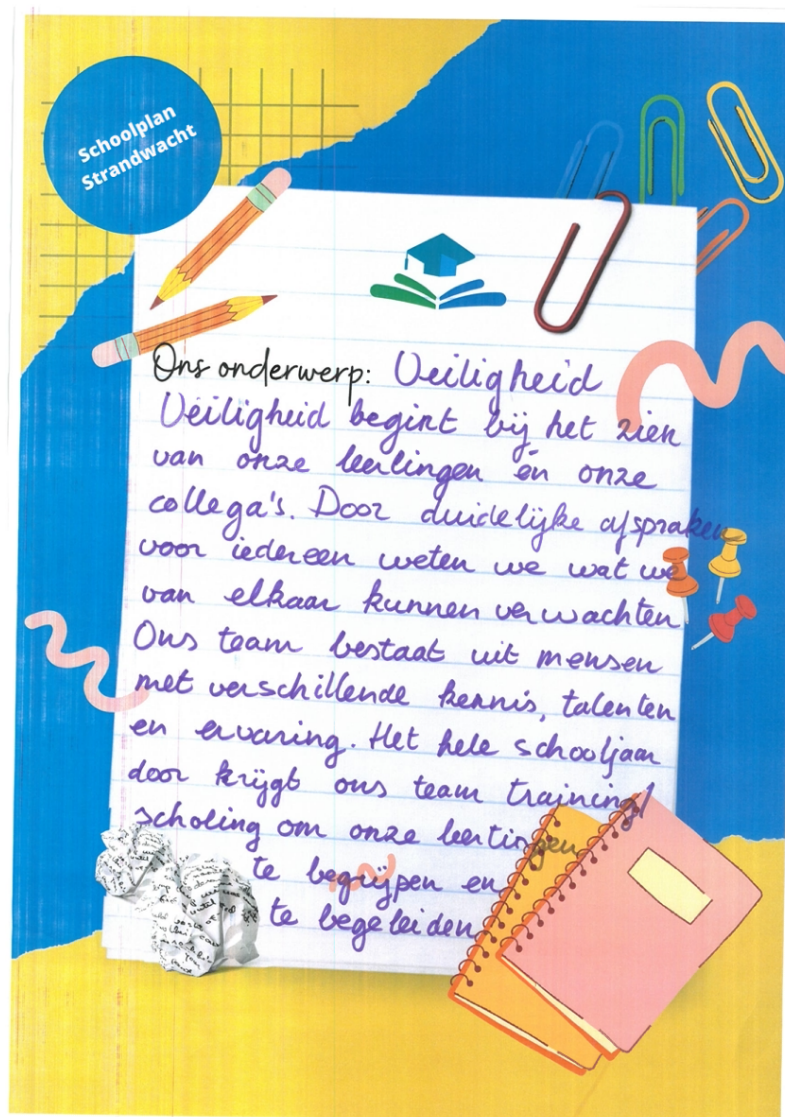 Schoolplan
Strandwacht
Ons onderwerp: Veiligheid
Veiligheid begint bij het zien
van onze leerlingen én onze
collega's. Door duidelijke afspraken
voor iedereen weten we wat we
van elkaar kunnen verwachten
Ons team bestaat uit mensen
met verschillende kennis, talenten
en ervaring. Het hele schooljaar
door krijgt ons team training/
scholing om onze leerlingen
te begrijpen en
te begeleiden